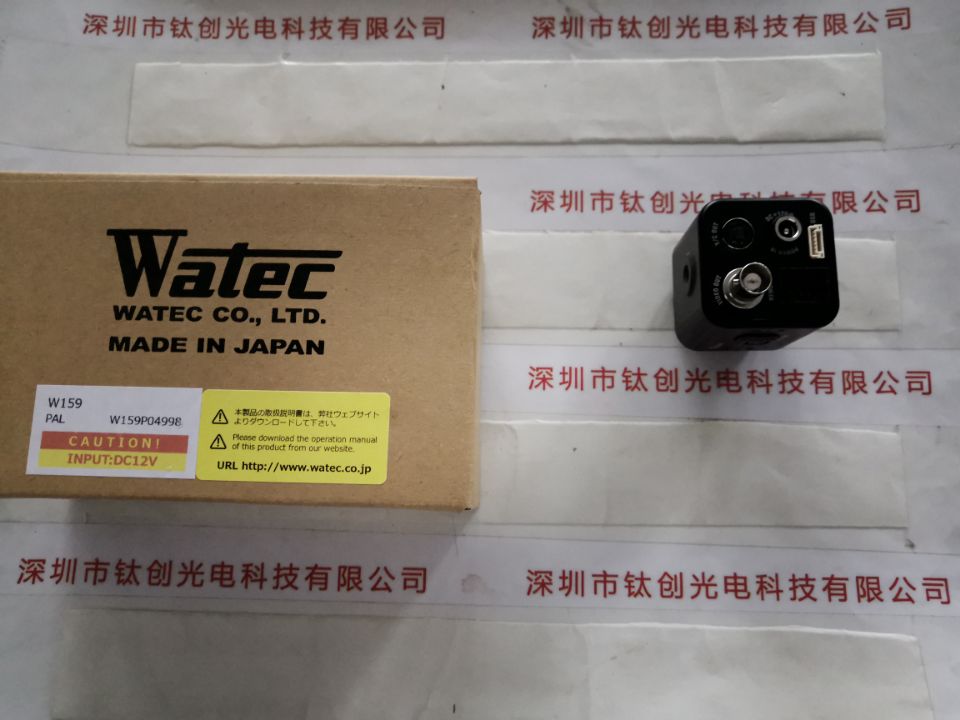 深圳市钛创光电科技有限公司
深圳市钛创光电科技有限公司
深圳市钛创光电科技有限公司
Watec
WATEC CO., LTD.
MADE IN JAPAN
W159
PAL W159P04998
CAUTION!
INPUT:DC12V
本製品の取扱説明書は、弊社ウェブサイト
よりダウンロードして下さい。
Please download the operation manual
of this product from our website.
URL http://www.watec.co.jp
Y/C OUT
VIDEO OUT
深圳市钛创光电科技有限公司
深圳市钛创光电科技有限公司
深圳市钛创光电科技有限公司